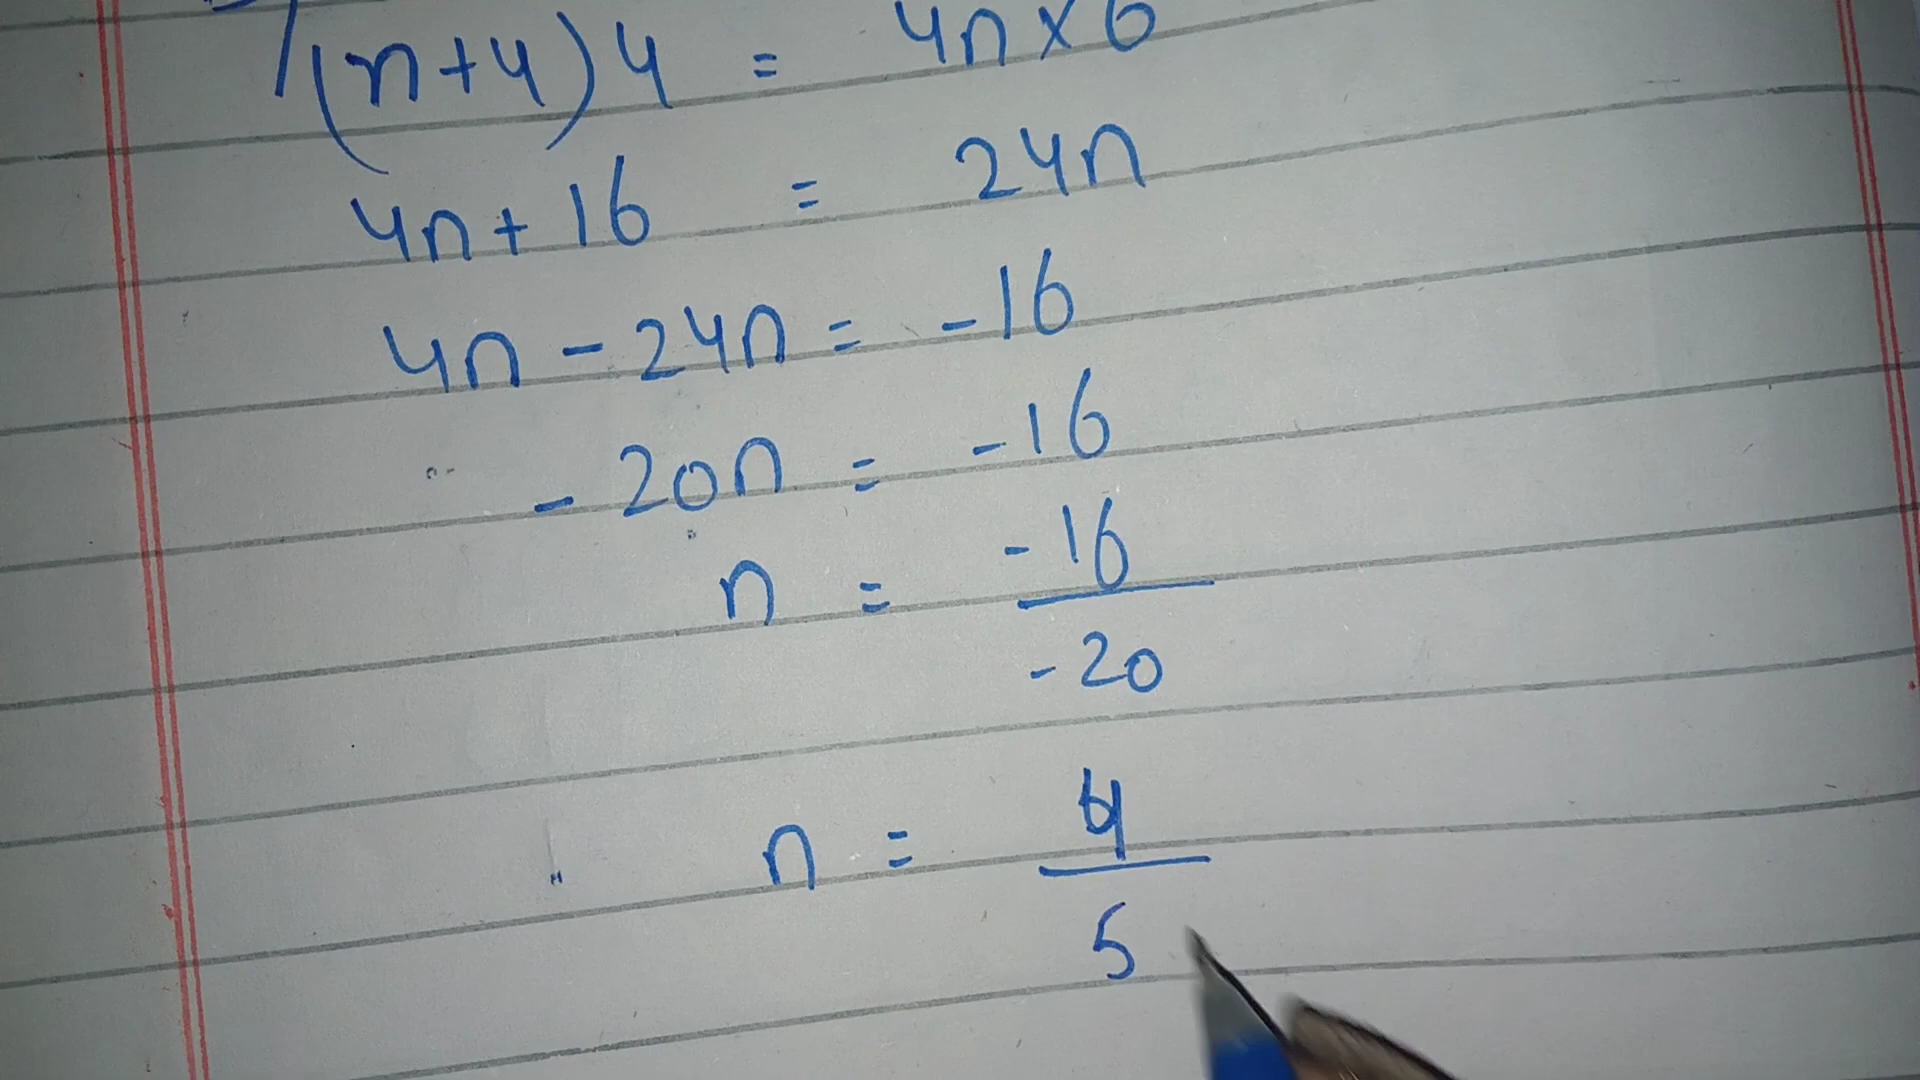 (n+4)4 = 4n×6
4n+16 = 24n
4n - 24n = -16
- 20n = -16
n = -16/-20
n = 4/5